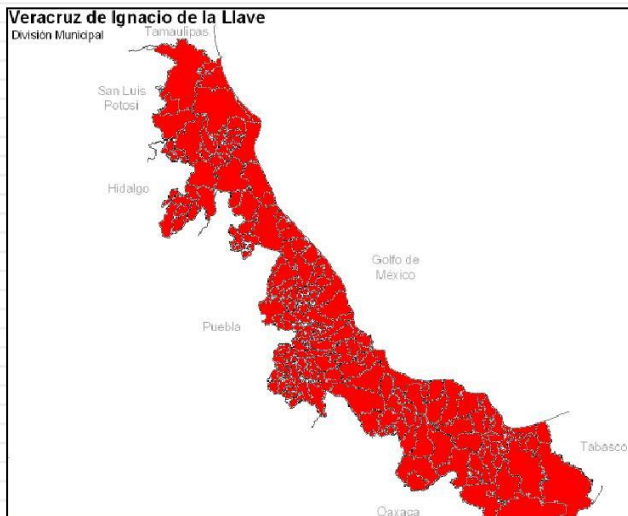 Veracruz de Ignacio de la Llave
División Municipal
Tamaulipas
San Luis
Potosí
Hidalgo
Golfo de
México
Puebla
Tabasco
Oaxaca